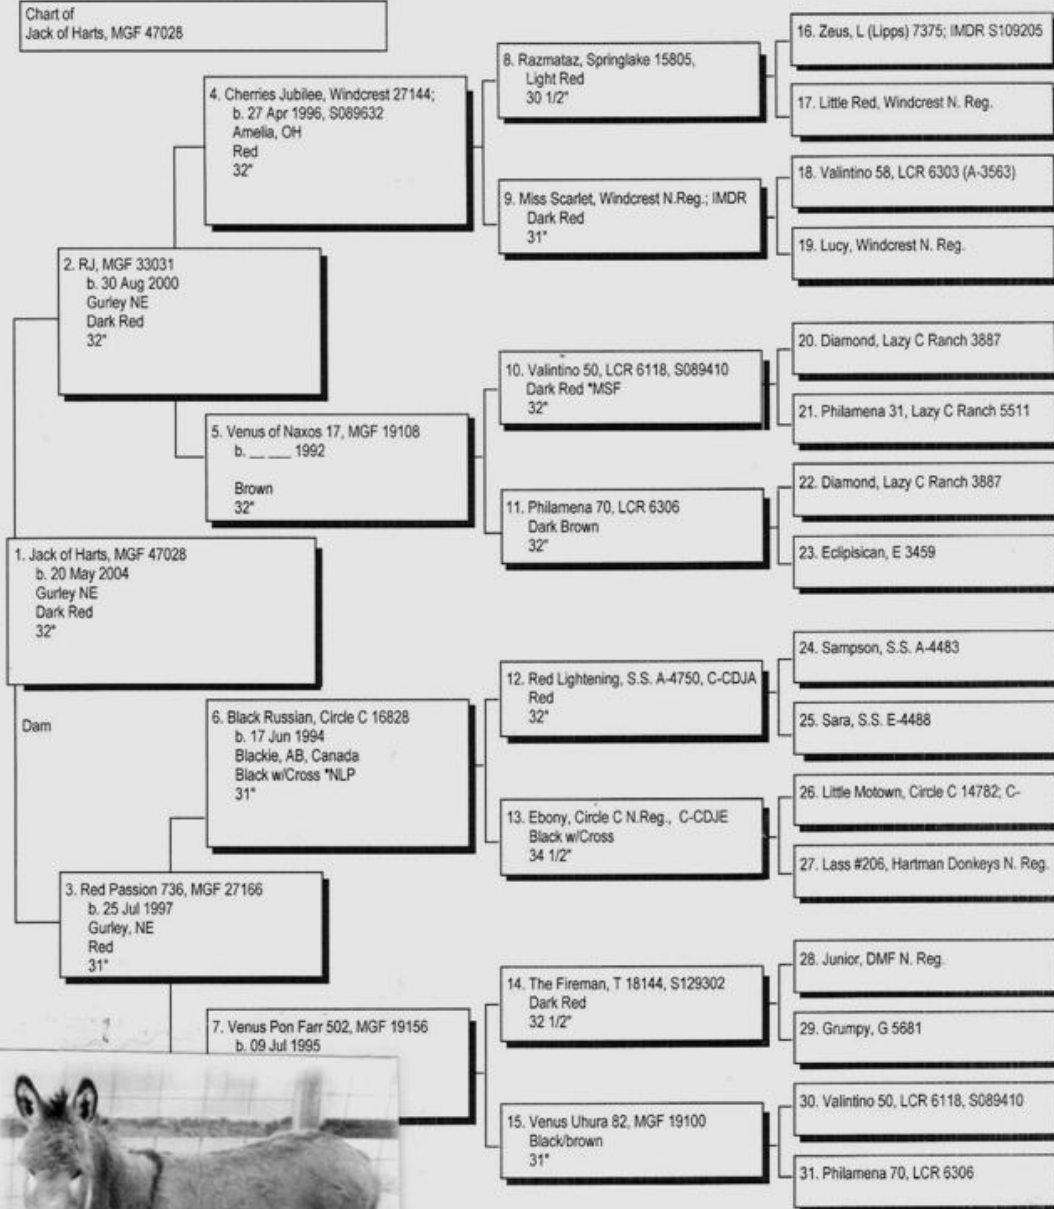 Chart of
Jack of Harts, MGF 47028
1. Jack of Harts, MGF 47028
b. 20 May 2004
Gurley NE
Dark Red
32"
Dam
2. RJ, MGF 33031
b. 30 Aug 2000
Gurley NE
Dark Red
32"
3. Red Passion 736, MGF 27166
b. 25 Jul 1997
Gurley, NE
Red
31"
4. Cherries Jubilee, Windcrest 27144;
b. 27 Apr 1996, S089632
Amelia, OH
Red
32"
5. Venus of Naxos 17, MGF 19108
b. __ ___ 1992
Brown
32"
6. Black Russian, Circle C 16828
b. 17 Jun 1994
Blackie, AB, Canada
Black w/Cross *NLP
31"
7. Venus Pon Farr 502, MGF 19156
b. 09 Jul 1995
8. Razmataz, Springlake 15805,
Light Red
30 1/2"
9. Miss Scarlet, Windcrest N.Reg.; IMDR
Dark Red
31"
10. Valintino 50, LCR 6118, S089410
Dark Red *MSF
32"
11. Philamena 70, LCR 6306
Dark Brown
32"
12. Red Lightening, S.S. A-4750, C-CDJA
Red
32"
13. Ebony, Circle C N.Reg., C-CDJE
Black w/Cross
34 1/2"
14. The Fireman, T 18144, S129302
Dark Red
32 1/2"
15. Venus Uhura 82, MGF 19100
Black/brown
31"
16. Zeus, L (Lipps) 7375; IMDR S109205
17. Little Red, Windcrest N. Reg.
18. Valintino 58, LCR 6303 (A-3563)
19. Lucy, Windcrest N. Reg.
20. Diamond, Lazy C Ranch 3887
21. Philamena 31, Lazy C Ranch 5511
22. Diamond, Lazy C Ranch 3887
23. Eclipisican, E 3459
24. Sampson, S.S. A-4483
25. Sara, S.S. E-4488
26. Little Motown, Circle C 14782; C-
27. Lass #206, Hartman Donkeys N. Reg.
28. Junior, DMF N. Reg.
29. Grumpy, G 5681
30. Valintino 50, LCR 6118, S089410
31. Philamena 70, LCR 6306